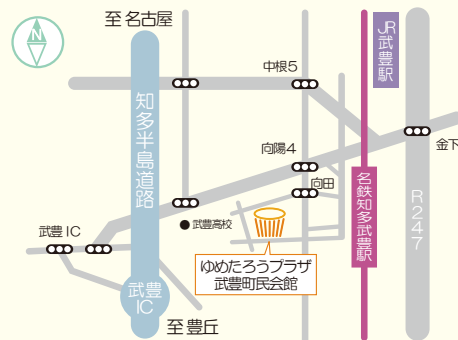 至名古屋
JR武豊駅
中根5
知多半島道路
金下
向陽4
向田
名鉄知多武豊駅
R247
武豊高校
武豊IC
ゆめたろうプラザ
武豊町民会館
武豊
IC
至豊丘
N